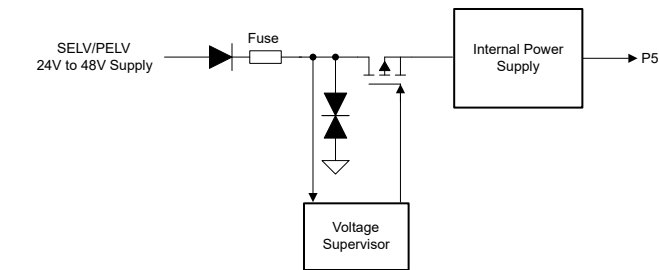 Fuse
SELV/PELV
24V to 48V Supply
Internal Power
Supply
P5
Voltage
Supervisor